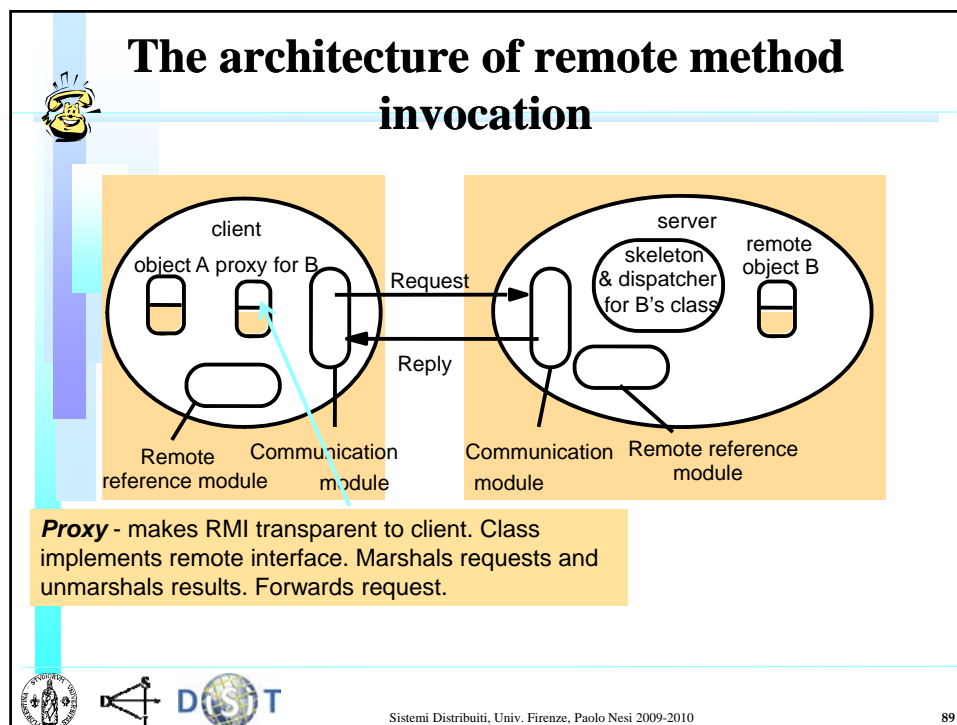 The architecture of remote method
invocation
client
object A proxy for B
Request
Reply
server
skeleton
& dispatcher
for B's class
remote
object B
Remote
reference module
Communication
module
Communication
module
Remote reference
module
Proxy - makes RMI transparent to client. Class
implements remote interface. Marshals requests and
unmarshals results. Forwards request.
DISIT
Sistemi Distribuiti, Univ. Firenze, Paolo Nesi 2009-2010
89